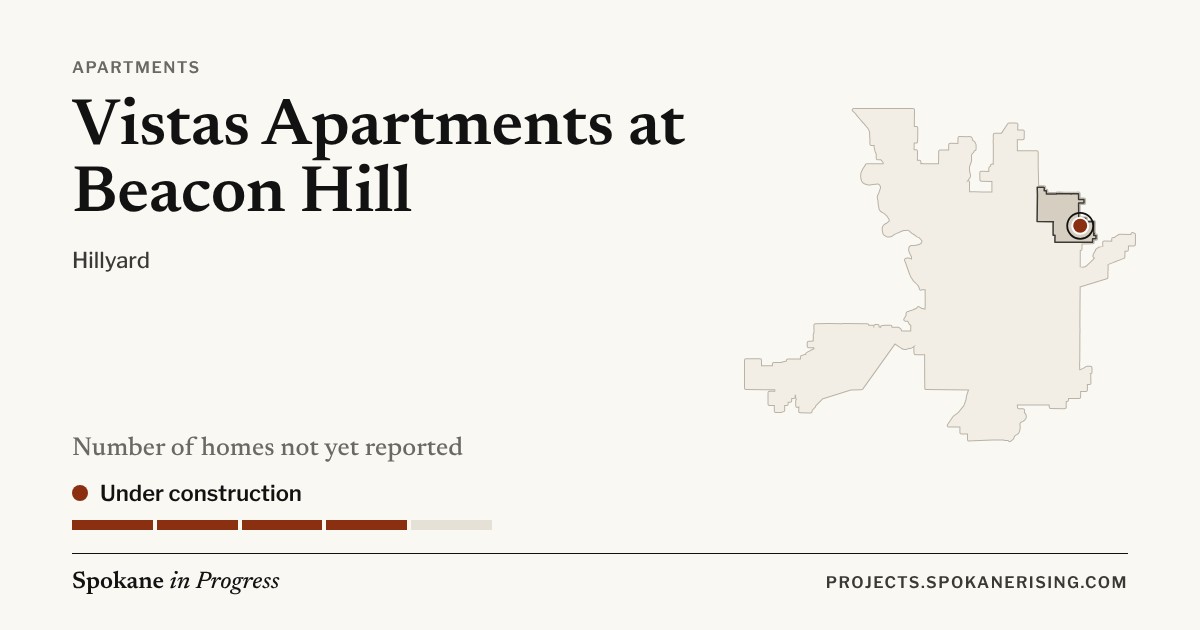 APARTMENTS
Vistas Apartments at
Beacon Hill
Hillyard
Number of homes not yet reported
Under construction
Spokane in Progress
PROJECTS.SPOKANERISING.COM